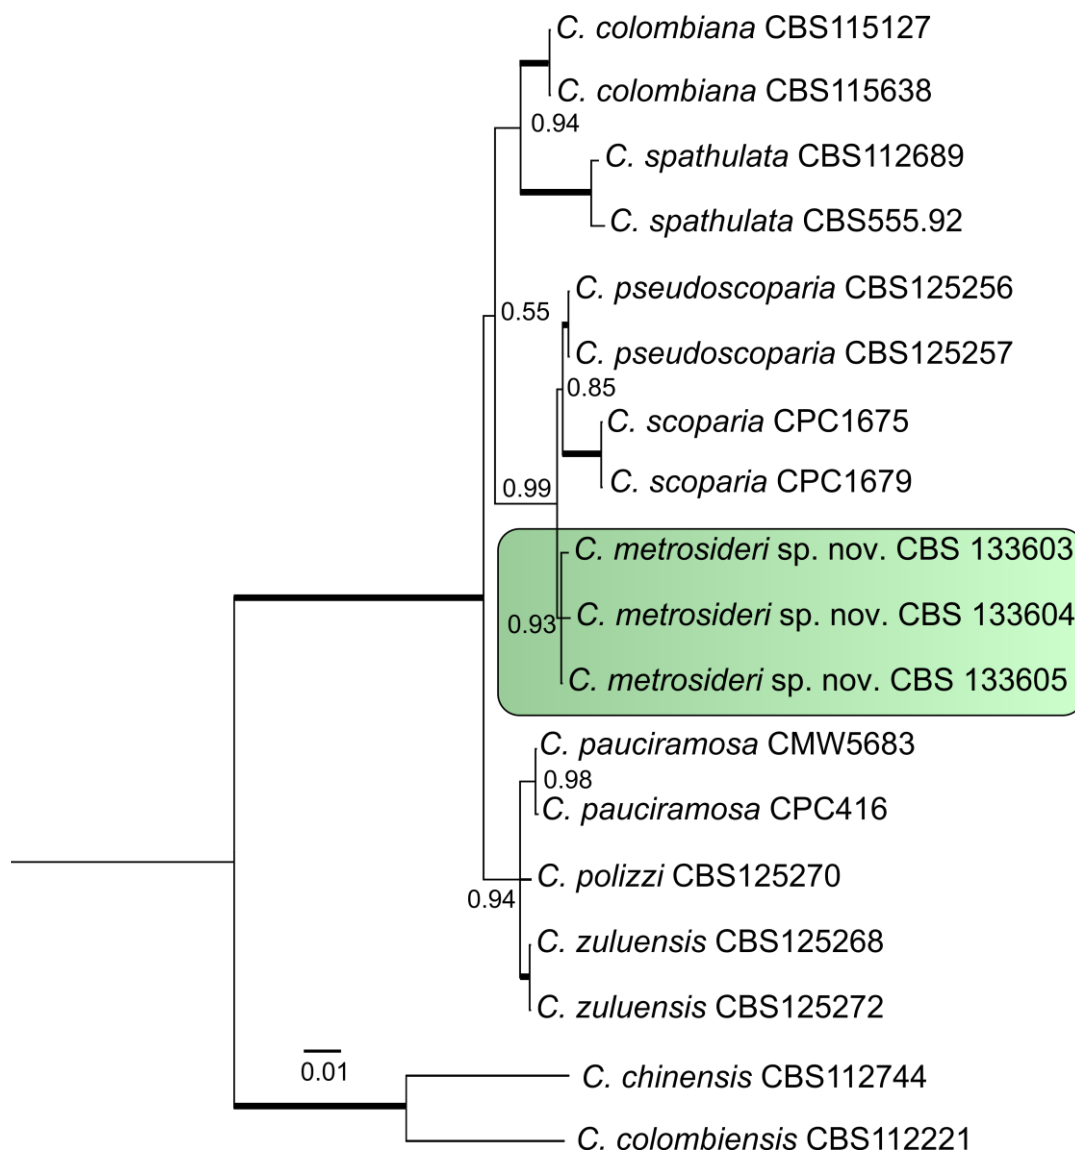 C. colombiana CBS115127
C. colombiana CBS115638
0.94
C. spathulata CBS112689
C. spathulata CBS555.92
C. pseudoscoparia CBS125256
0.55
C. pseudoscoparia CBS125257
0.85
C. scoparia CPC1675
C. scoparia CPC1679
0.99
C. metrosideri sp. nov. CBS 133603
C. metrosideri sp. nov. CBS 133604
0.93
C. metrosideri sp. nov. CBS 133605
C. pauciramosa CMW5683
0.98
C. pauciramosa CPC416
C. polizzi CBS125270
0.94
C. zuluensis CBS125268
C. zuluensis CBS125272
0.01
C. chinensis CBS112744
C. colombiensis CBS112221